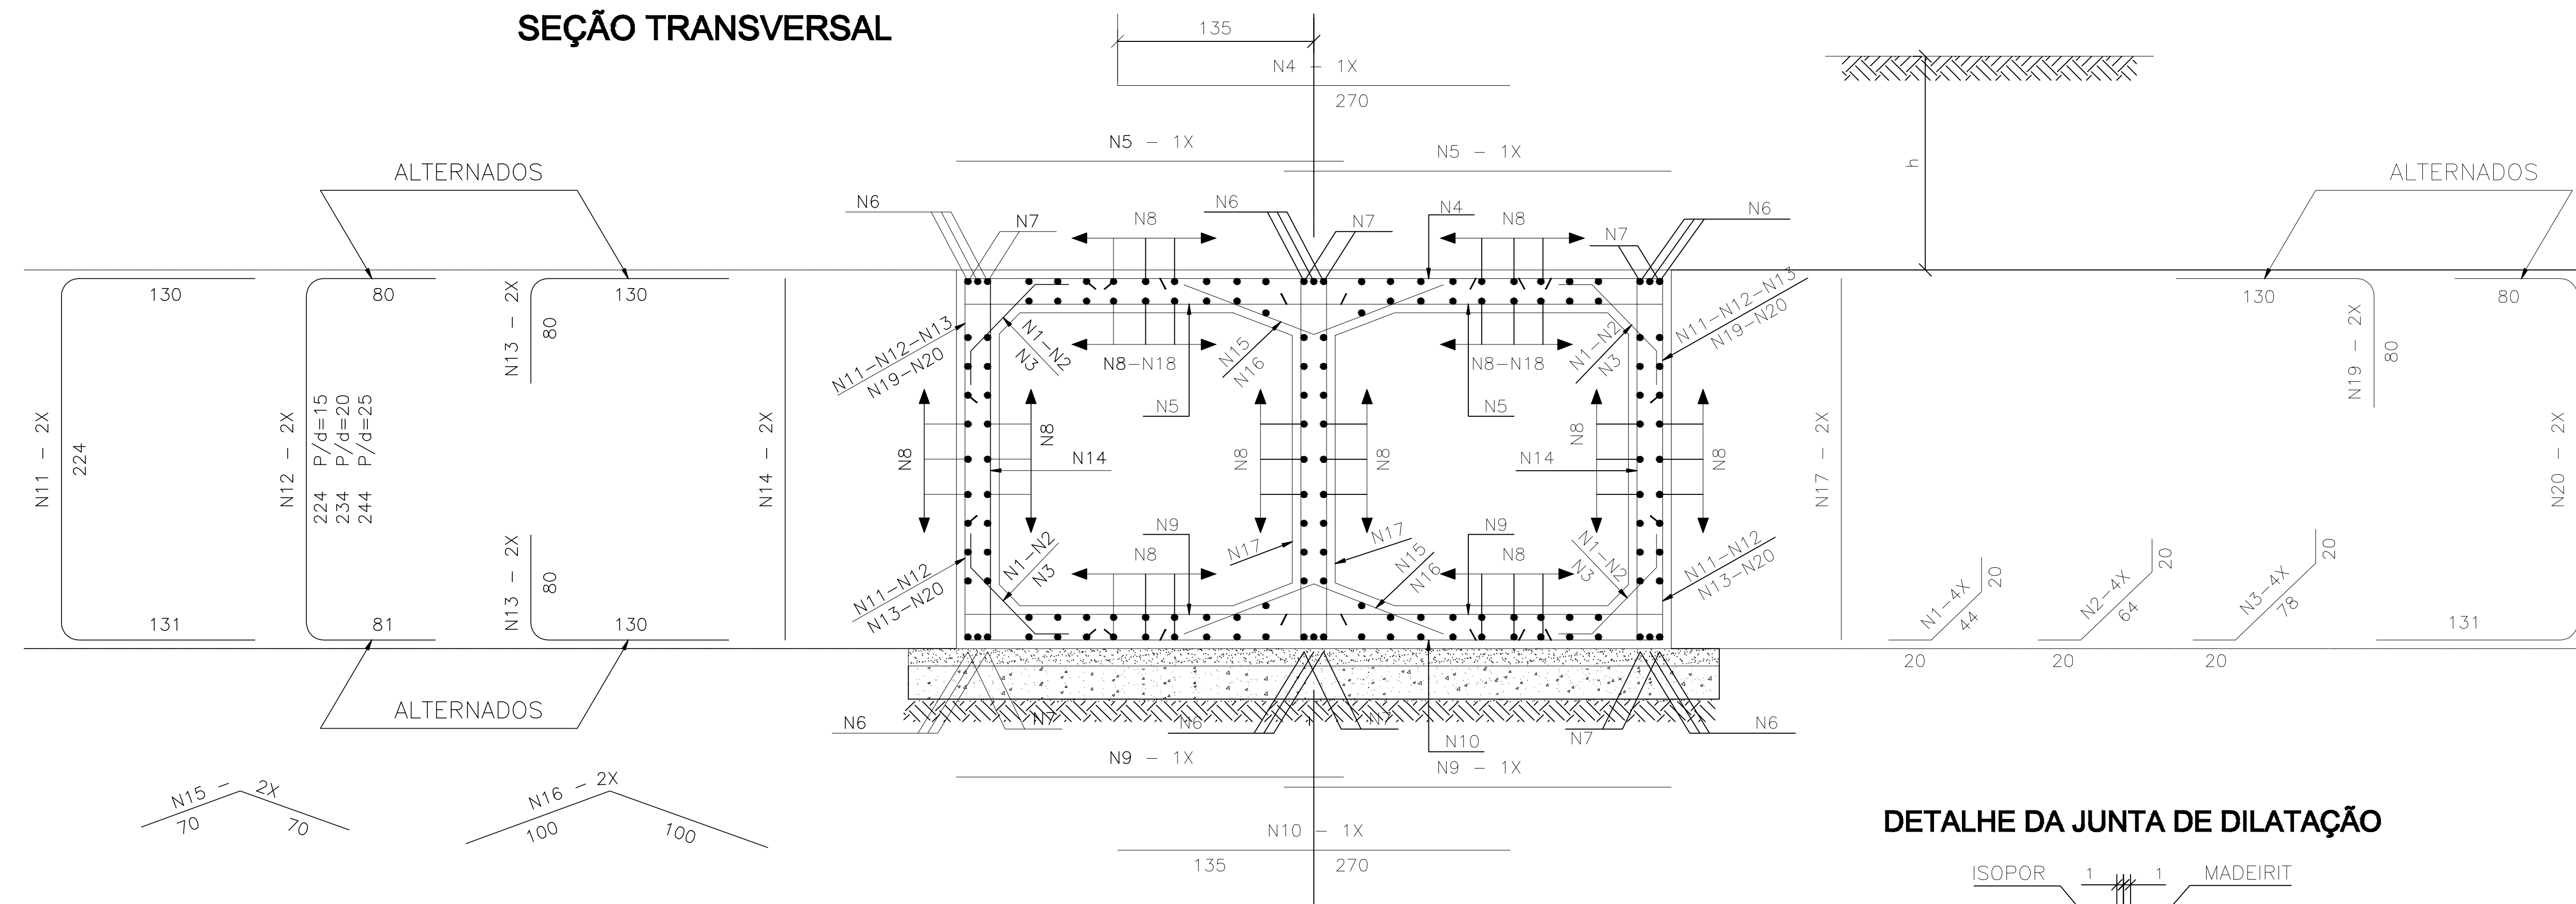 SEÇÃO TRANSVERSAL
135
N4 - 1X
270
N5 - 1X
N5 - 1X
ALTERNADOS
h
ALTERNADOS
N6
N7
N8
N6
N7
N4
N8
N7
N6
130
80
130
N13 - 2X
80
N11 - 2X
224
N12 - 2X
224 P/d=15
234 P/d=20
244 P/d=25
N13 - 2X
80
131
81
130
N14 - 2X
ALTERNADOS
N11-N12-N13
N19-N20
N1-N2
N3
N8-N18
N15
N16
N5
N8-N18
N1-N2
N3
N11-N12-N13
N19-N20
N5
N8
N8
N14
N8
N8
N14
N8
N8
N9
N9
N11-N12
N13-N20
N1-N2
N3
N8
N17
N17
N15
N16
N8
N1-N2
N3
N11-N12
N13-N20
N6
N7
N6
N7
N10
N7
N6
N9 - 1X
N9 - 1X
N10 - 1X
135
270
N17 - 2X
130
N19 - 2X
80
80
N20 - 2X
131
N1-4X
44
20
20
N2-4X
64
20
20
N3-4X
78
20
20
N15 - 2X
70
70
N16 - 2X
100
100
DETALHE DA JUNTA DE DILATAÇÃO
ISOPOR
1
1
MADEIRIT